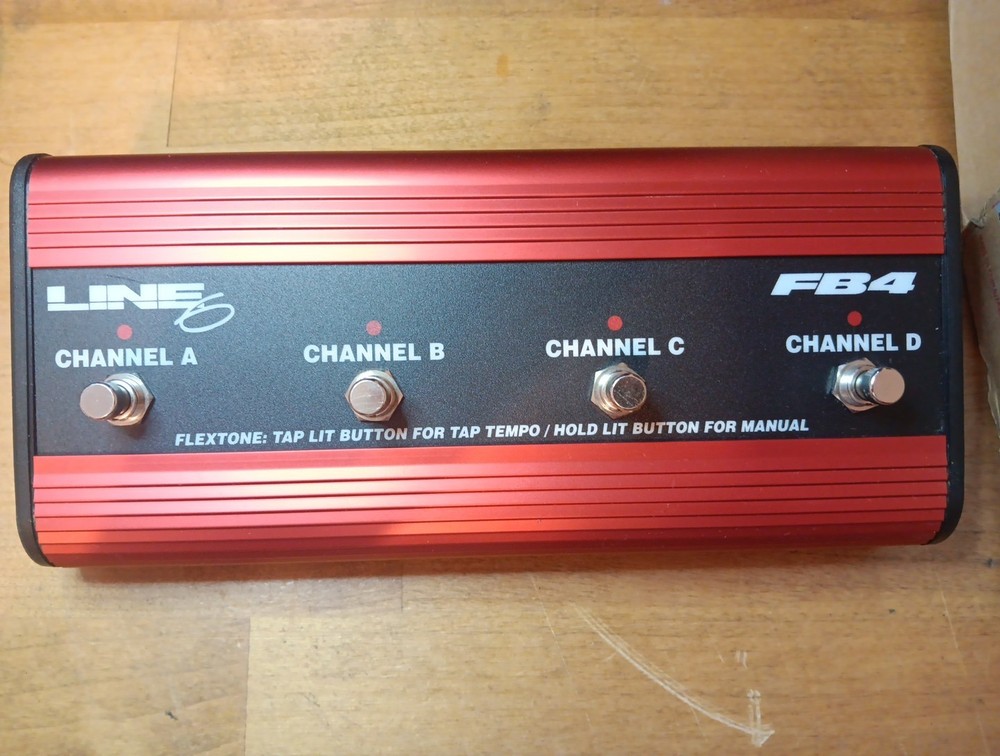 LINE 6
FB4
CHANNEL A
CHANNEL B
CHANNEL C
CHANNEL D
FLEXTONE: TAP LIT BUTTON FOR TAP TEMPO / HOLD LIT BUTTON FOR MANUAL